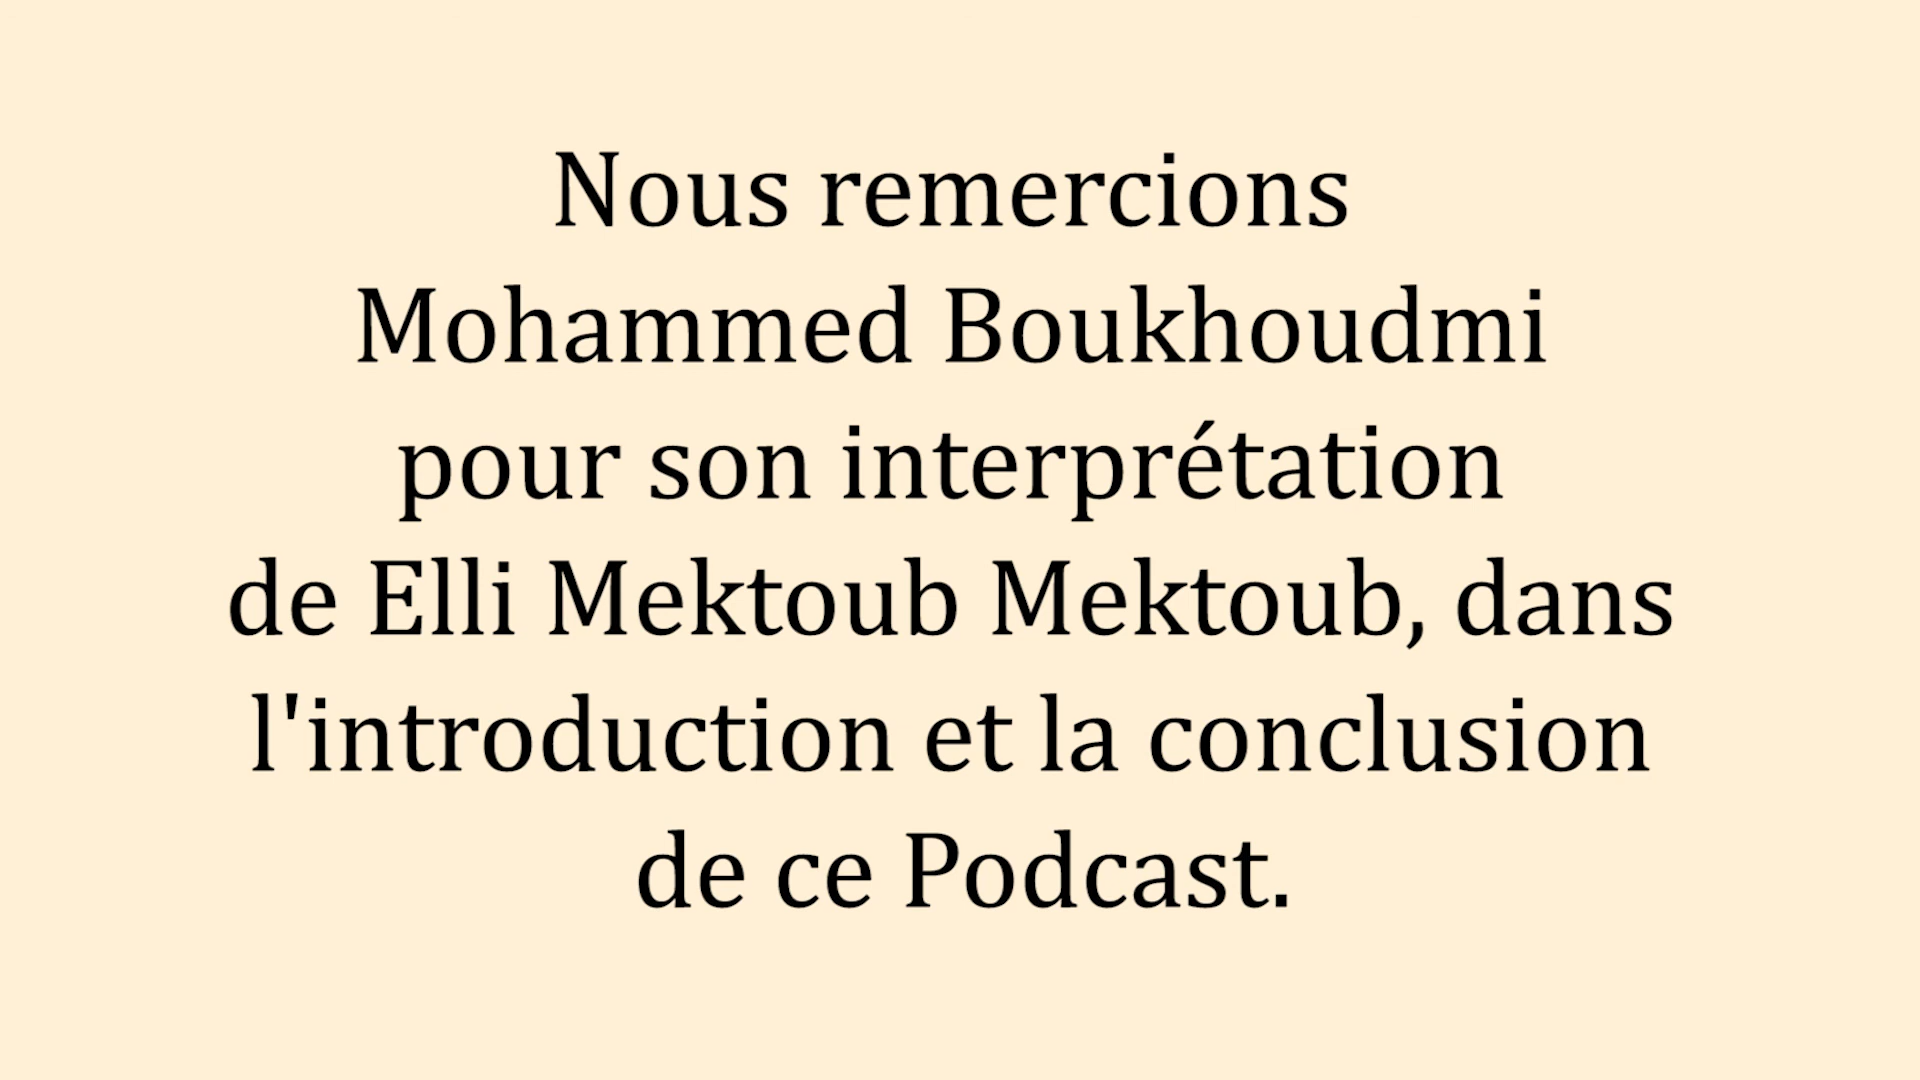 Nous remercions
Mohammed Boukhoudmi
pour son interprétation
de Elli Mektoub Mektoub, dans
l'introduction et la conclusion
de ce Podcast.